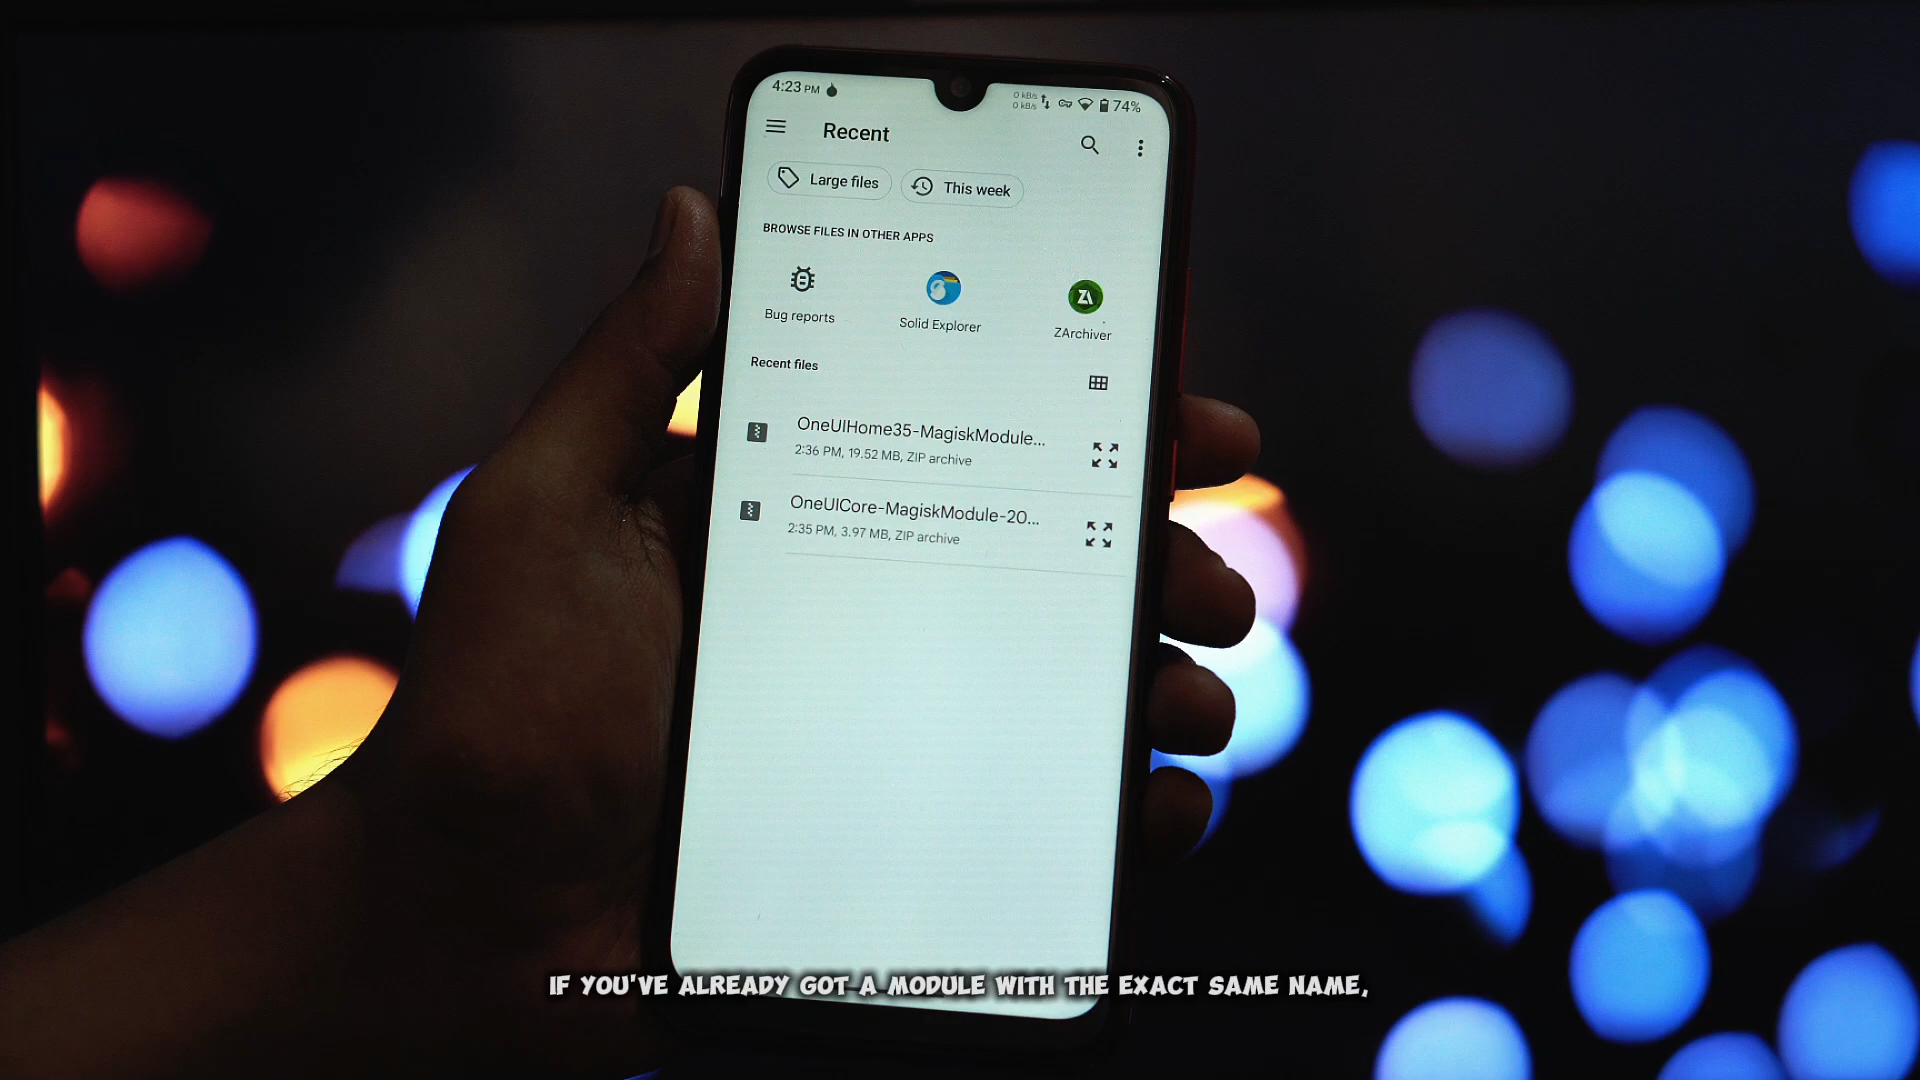 4:23 PM
0 kB/s
0 kB/s
74%
Recent
Large files
This week
BROWSE FILES IN OTHER APPS
Bug reports
Solid Explorer
ZArchiver
Recent files
OneUIHome35-MagiskModule...
2:36 PM, 19.52 MB, ZIP archive
OneUICore-MagiskModule-20...
2:35 PM, 3.97 MB, ZIP archive
IF YOU'VE ALREADY GOT A MODULE WITH THE EXACT SAME NAME,